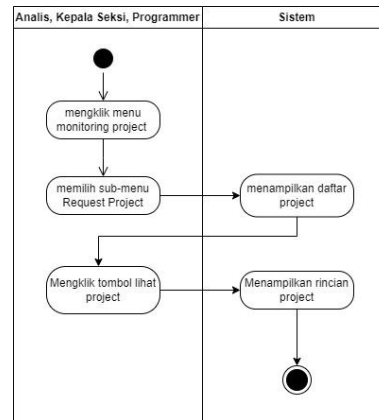 Analis, Kepala Seksi, Programmer
Sistem
mengklik menu
monitoring project
memilih sub-menu
Request Project
menampilkan daftar
project
Mengklik tombol lihat
project
Menampilkan rincian
project